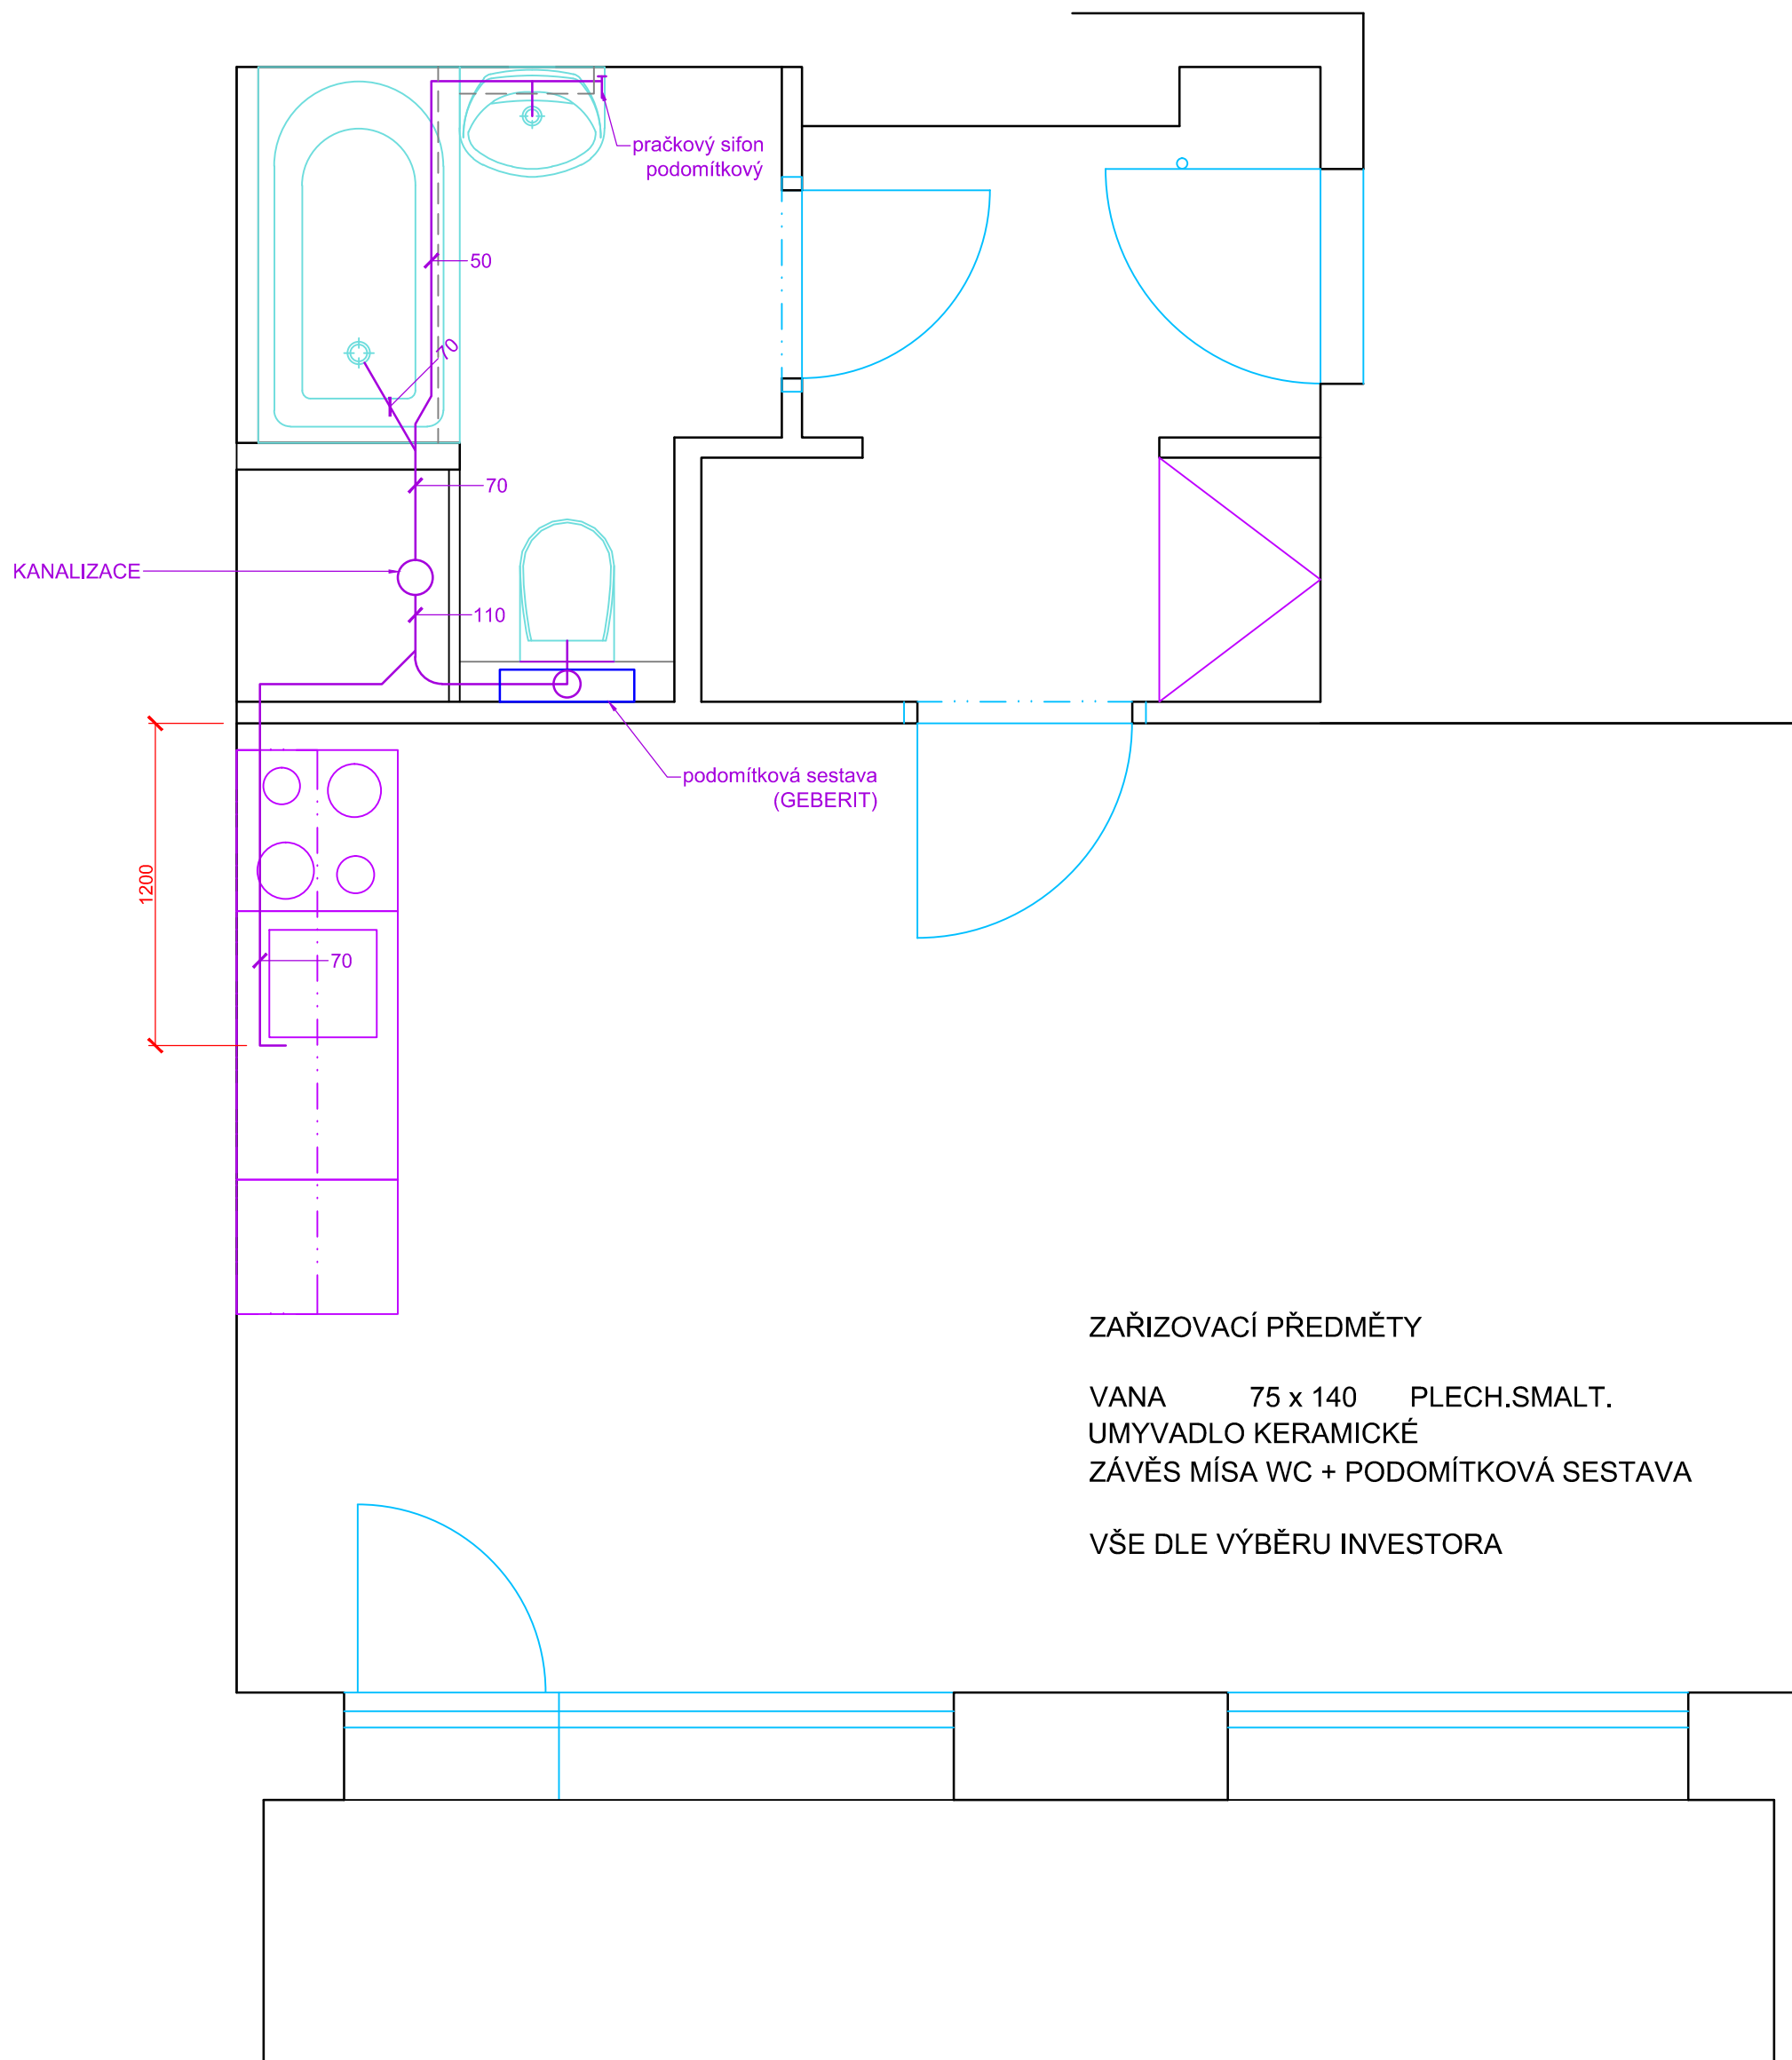 pračkový sifon
podomítkový
50
70
70
KANALIZACE
110
podomítková sestava
(GEBERIT)
1200
70
ZAŘIZOVACÍ PŘEDMĚTY
VANA 75 x 140 PLECH.SMALT.
UMYVADLO KERAMICKÉ
ZÁVĚS MÍSA WC + PODOMÍTKOVÁ SESTAVA
VŠE DLE VÝBĚRU INVESTORA